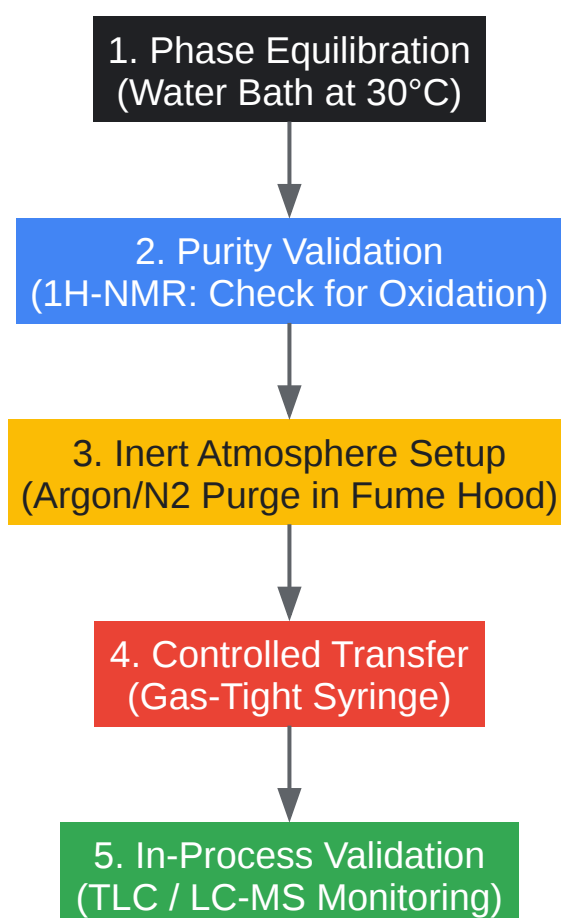 1. Phase Equilibration
(Water Bath at 30°C)
2. Purity Validation
(1H-NMR: Check for Oxidation)
3. Inert Atmosphere Setup
(Argon/N2 Purge in Fume Hood)
4. Controlled Transfer
(Gas-Tight Syringe)
5. In-Process Validation
(TLC / LC-MS Monitoring)